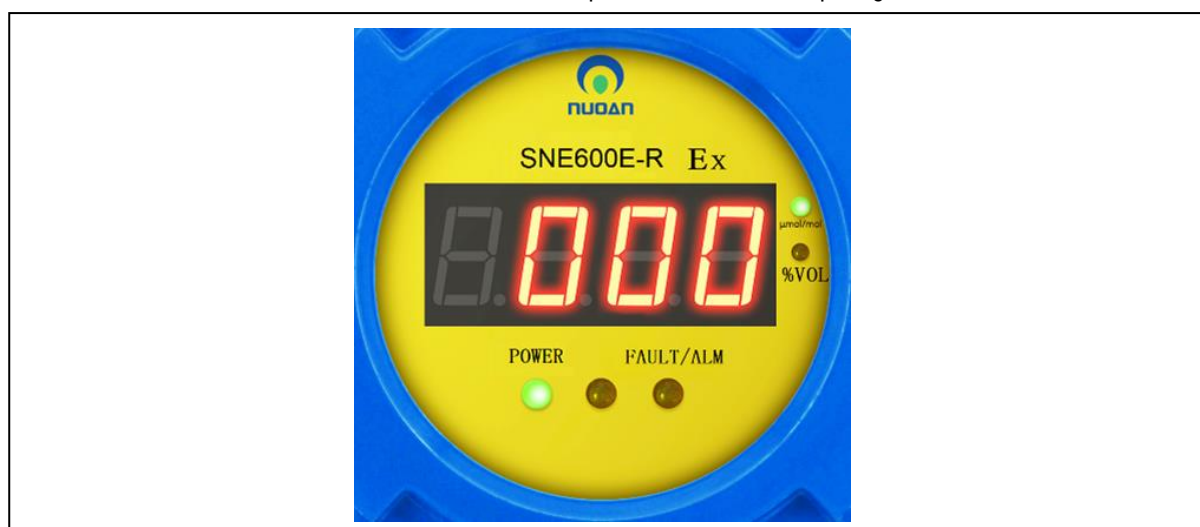 nuoan
SNE600E-R Ex
000
µmol/mol
%VOL
POWER FAULT/ALM